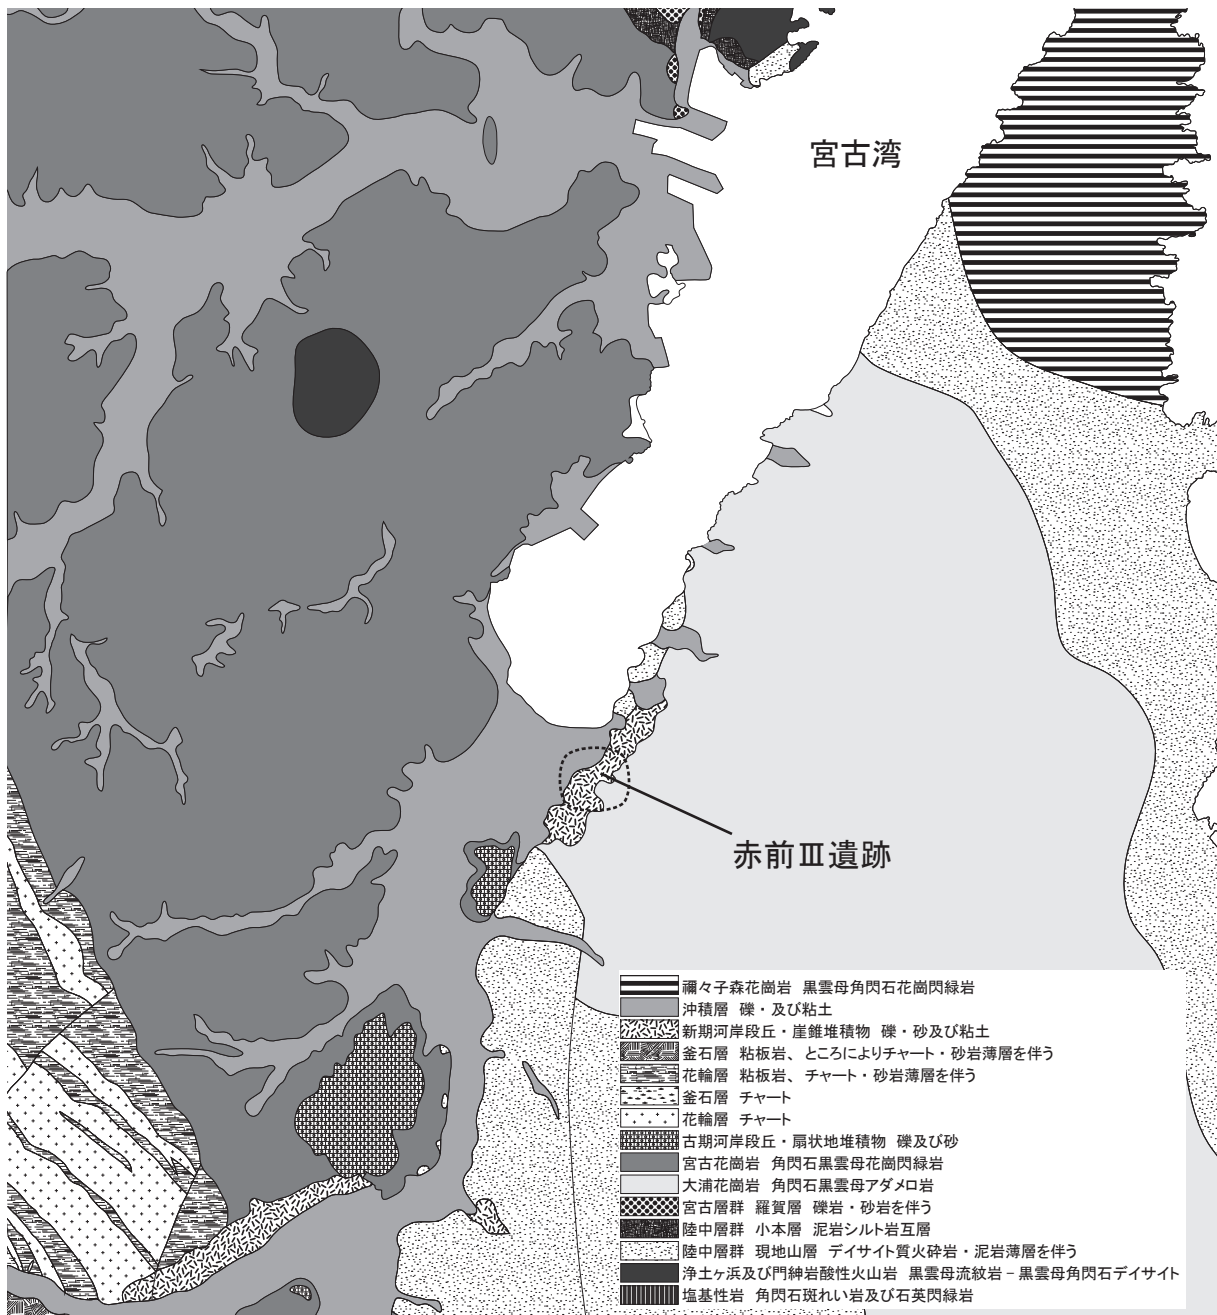 宮古湾
赤前Ⅲ遺跡
禰々子森花崗岩 黒雲母角閃石花崗閃緑岩
沖積層 礫・及び粘土
新期河岸段丘・崖錐堆積物 礫・砂及び粘土
釜石層 粘板岩、ところによりチャート・砂岩薄層を伴う
花輪層 粘板岩、チャート・砂岩薄層を伴う
釜石層 チャート
花輪層 チャート
古期河岸段丘・扇状地堆積物 礫及び砂
宮古花崗岩 角閃石黒雲母花崗閃緑岩
大浦花崗岩 角閃石黒雲母アダメロ岩
宮古層群 羅賀層 礫岩・砂岩を伴う
陸中層群 小本層 泥岩シルト岩互層
陸中層群 現地山層 デイサイト質火砕岩・泥岩薄層を伴う
浄土ヶ浜及び門紳岩酸性火山岩 黒雲母流紋岩－黒雲母角閃石デイサイト
塩基性岩 角閃石斑れい岩及び石英閃緑岩